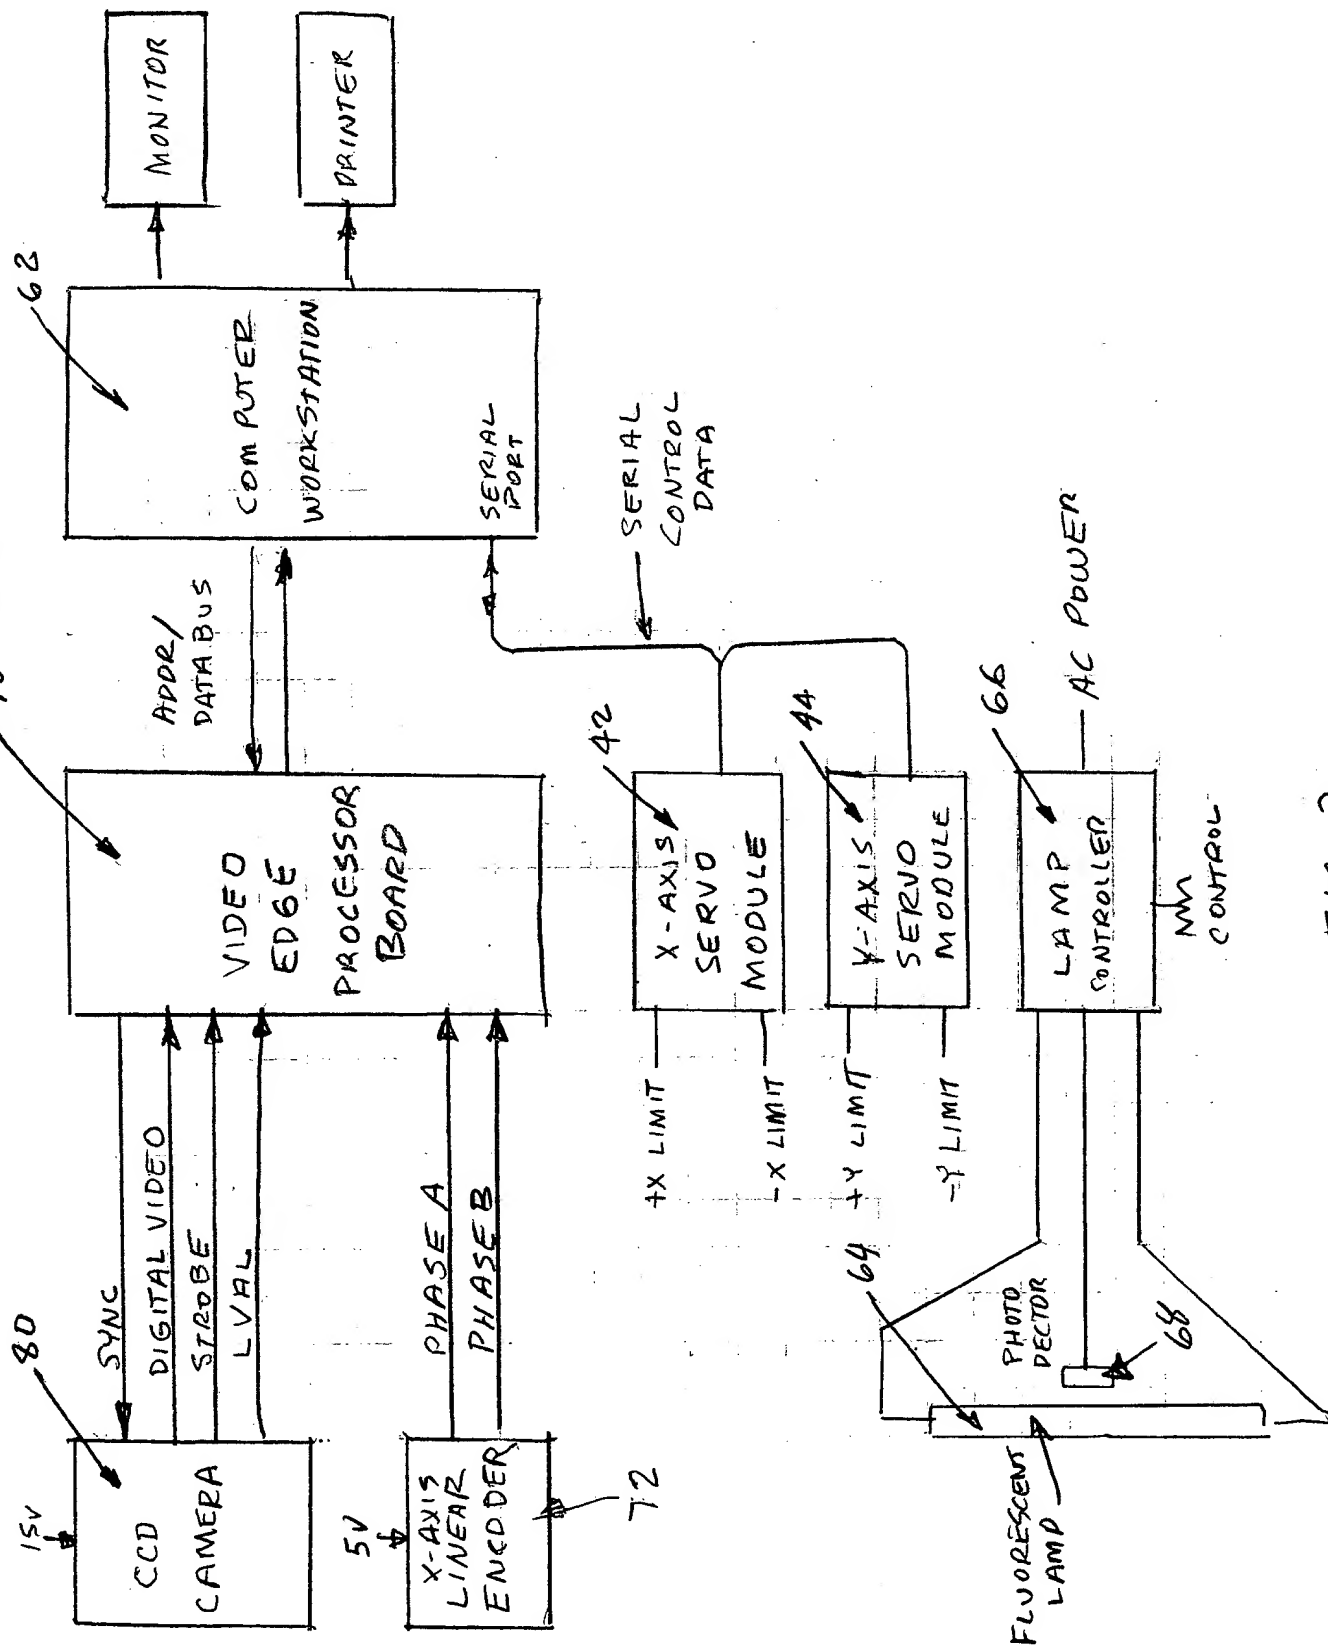 15V
80
CCD
CAMERA
SYNC
DIGITAL VIDEO
STROBE
LVAL
5V
X-AXIS
LINEAR
ENCODER
72
PHASE A
PHASE B
VIDEO
EDGE
PROCESSOR
BOARD
ADDR/
DATA BUS
62
COMPUTER
WORKSTATION
SERIAL
PORT
MONITOR
PRINTER
SERIAL
CONTROL
DATA
+X LIMIT
-X LIMIT
42
X-AXIS
SERVO
MODULE
+Y LIMIT
-Y LIMIT
44
Y-AXIS
SERVO
MODULE
64
PHOTO
DECTOR
68
FLUORESCENT
LAMP
66
LAMP
CONTROLLER
AC POWER
CONTROL